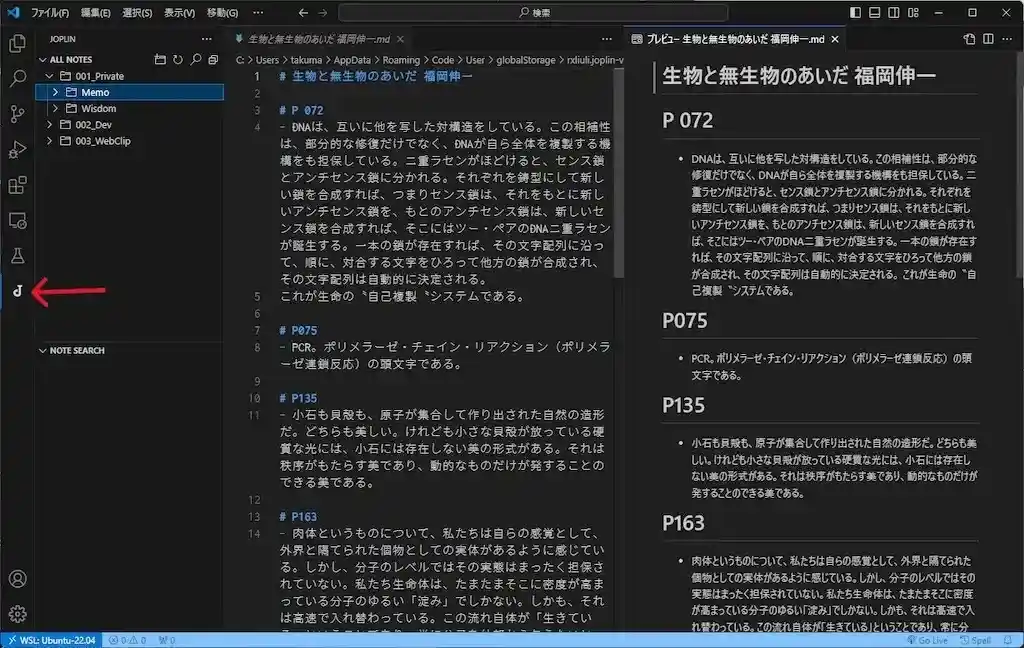 ファイル(F) 編集(E) 選択(S) 表示(V) 移動(G) … 検索
JOPLIN
ALL NOTES
001_Private
Memo
Wisdom
002_Dev
003_WebClip
NOTE SEARCH
生物と無生物のあいだ 福岡伸一.md
C: > Users > takuma > AppData > Roaming > Code > User > globalStorage > rxliuli.joplin-v
1 # 生物と無生物のあいだ 福岡伸一
2
3 # P 072
4 - DNAは、互いに他を写した対構造をしている。この相補性
は、部分的な修復だけでなく、DNAが自ら全体を複製する機
構をも担保している。二重ラセンがほどけると、センス鎖
とアンチセンス鎖に分かれる。それぞれを鋳型にして新し
い鎖を合成すれば、つまりセンス鎖は、それをもとに新し
いアンチセンス鎖を、もとのアンチセンス鎖は、新しいセ
ンス鎖を合成すれば、そこにはツー・ペアのDNA二重ラセン
が誕生する。一本の鎖が存在すれば、その文字配列に沿っ
て、順に、対合する文字をひろって他方の鎖が合成され、
その文字配列は自動的に決定される。
5 これが生命の〝自己複製〝システムである。
6
7 # P075
8 - PCR。ポリメラーゼ・チェイン・リアクション（ポリメラ
ーゼ連鎖反応）の頭文字である。
9
10 # P135
11 - 小石も貝殻も、原子が集合して作り出された自然の造形
だ。どちらも美しい。けれども小さな貝殻が放っている硬
質な光には、小石には存在しない美の形式がある。それは
秩序がもたらす美であり、動的なものだけが発することの
できる美である。
12
13 # P163
14 - 肉体というものについて、私たちは自らの感覚として、
外界と隔てられた個物としての実体があるように感じてい
る。しかし、分子のレベルではその実態はまったく担保さ
れていない。私たち生命体は、たまたまそこに密度が高ま
っている分子のゆるい「淀み」でしかない。しかも、それ
は高速で入れ替わっている。この流れ自体が「生きてい
プレビュー 生物と無生物のあいだ 福岡伸一.md
生物と無生物のあいだ 福岡伸一
P 072
• DNAは、互いに他を写した対構造をしている。この相補性は、部分的な
修復だけでなく、DNAが自ら全体を複製する機構をも担保している。二
重ラセンがほどけると、センス鎖とアンチセンス鎖に分かれる。それぞれを
鋳型にして新しい鎖を合成すれば、つまりセンス鎖は、それをもとに新し
いアンチセンス鎖を、もとのアンチセンス鎖は、新しいセンス鎖を合成すれ
ば、そこにはツー・ペアのDNA二重ラセンが誕生する。一本の鎖が存在す
れば、その文字配列に沿って、順に、対合する文字をひろって他方の鎖
が合成され、その文字配列は自動的に決定される。 これが生命の〝自
己複製〝システムである。
P075
• PCR。ポリメラーゼ・チェイン・リアクション（ポリメラーゼ連鎖反応）の頭
文字である。
P135
• 小石も貝殻も、原子が集合して作り出された自然の造形だ。どちらも美
しい。けれども小さな貝殻が放っている硬質な光には、小石には存在し
ない美の形式がある。それは秩序がもたらす美であり、動的なものだけが
発することのできる美である。
P163
• 肉体というものについて、私たちは自らの感覚として、外界と隔てられた
個物としての実体があるように感じている。しかし、分子のレベルではその
実態はまったく担保されていない。私たち生命体は、たまたまそこに密度
が高まっている分子のゆるい「淀み」でしかない。しかも、それは高速で入
れ替わっている。この流れ自体が「生きている」ということであり、常に分
WSL: Ubuntu-22.04 0 0 0 Go Live Spell